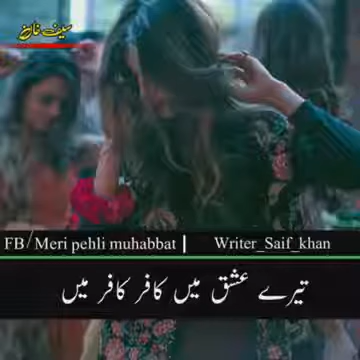 سیف خان
FB/Meri pehli muhabbat | Writer_Saif_khan
تیرے عشق میں کافر کافر میں